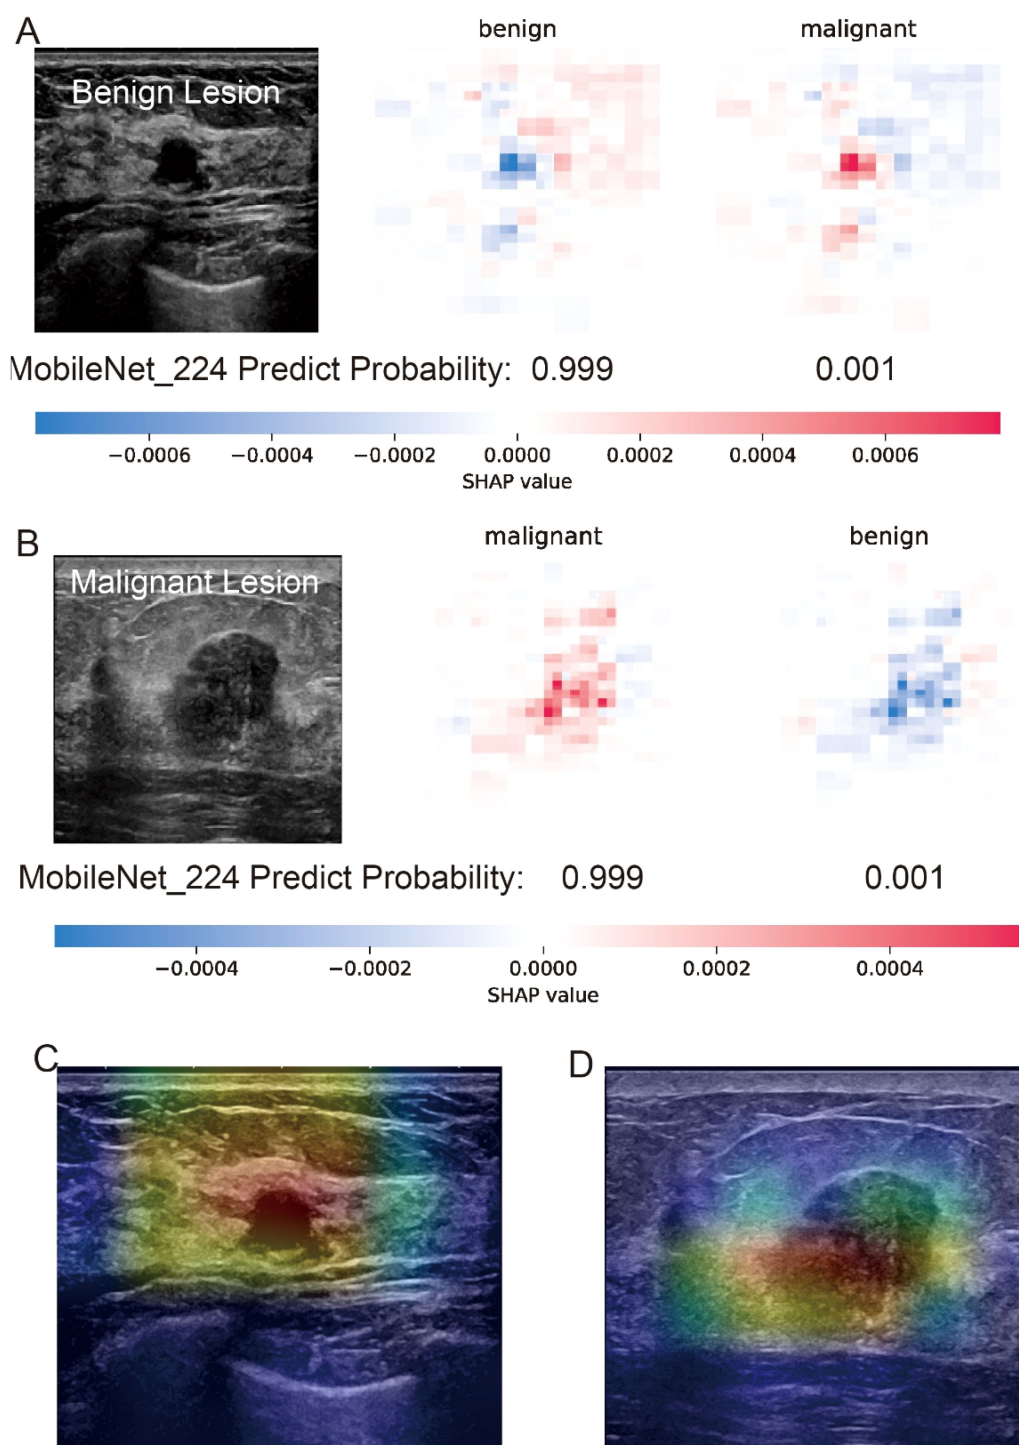 A
benign
malignant
Benign Lesion
MobileNet_224 Predict Probability: 0.999 0.001
−0.0006 −0.0004 −0.0002 0.0000 0.0002 0.0004 0.0006
SHAP value
B
malignant
benign
Malignant Lesion
MobileNet_224 Predict Probability: 0.999 0.001
−0.0004 −0.0002 0.0000 0.0002 0.0004
SHAP value
C
D